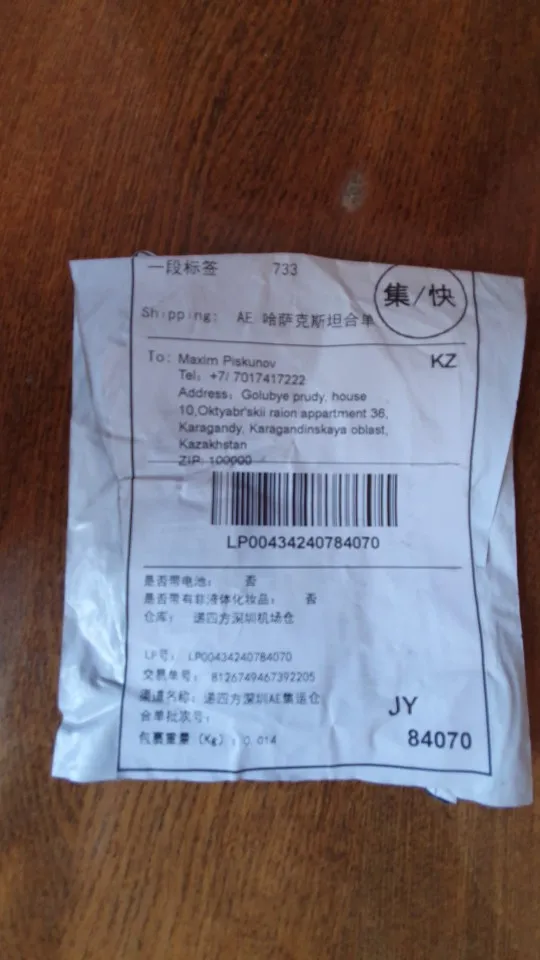 一段标签 733
集/快
Shipping: AE 哈萨克斯坦合单
To: Maxim Piskunov
KZ
Tel: +7/ 7017417222
Address: Golubye prudy, house
10,Oktyabr'skii raion appartment 36,
Karagandy, Karagandinskaya oblast,
Kazakhstan
ZIP: 100000
LP00434240784070
是否带电池: 否
是否带有非液体化妆品: 否
仓库: 递四方深圳机场仓
LP号: LP00434240784070
交易单号: 8126749467392205
渠道名称: 递四方深圳AE集运仓
合单批次号:
JY
包裹重量 (Kg): 0.014
84070